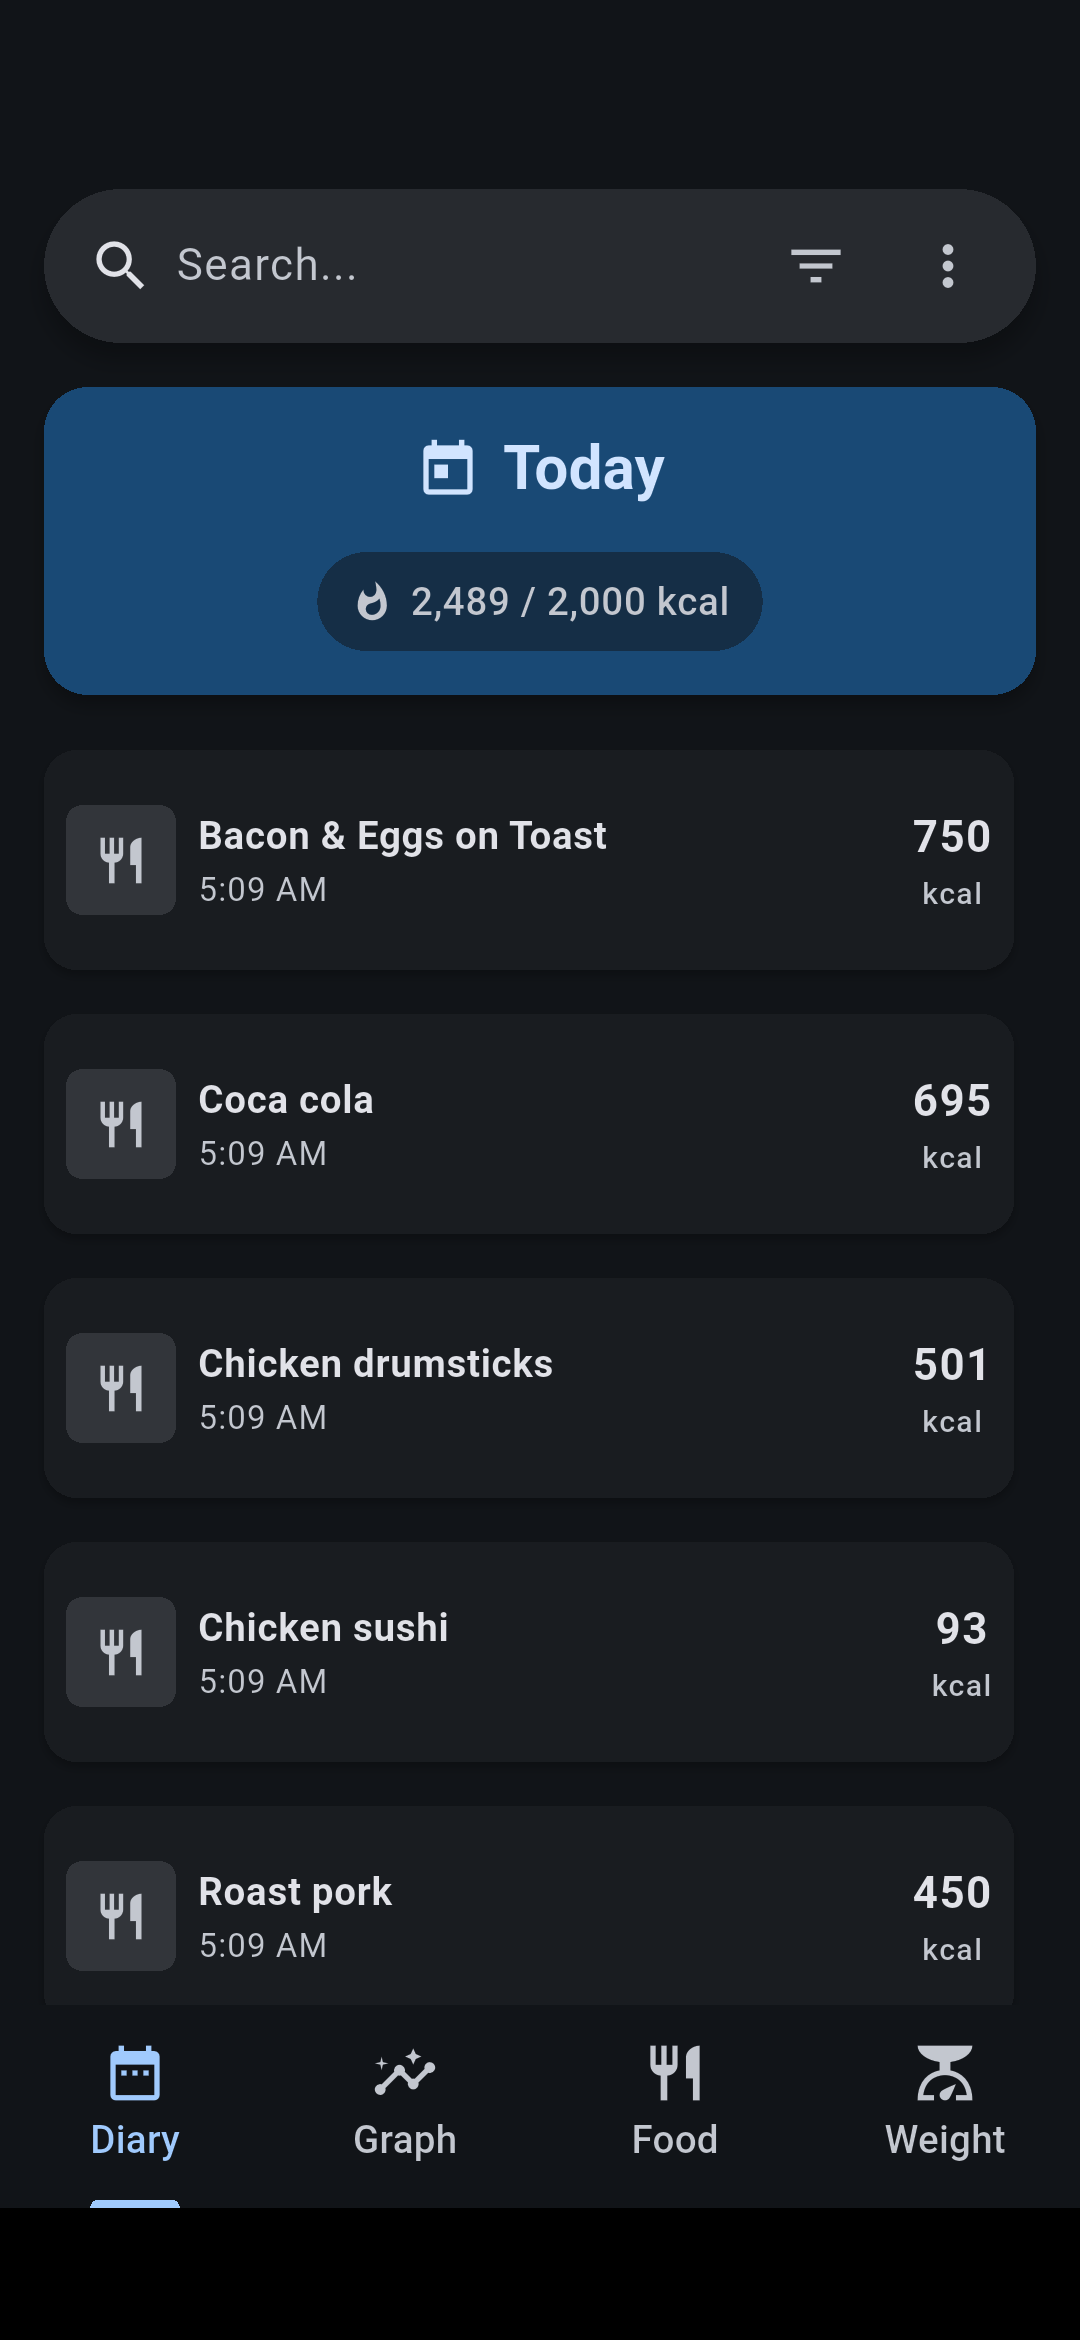 Search...
Today
2,489 / 2,000 kcal
Bacon & Eggs on Toast
750
5:09 AM
kcal
Coca cola
695
5:09 AM
kcal
Chicken drumsticks
501
5:09 AM
kcal
Chicken sushi
93
5:09 AM
kcal
Roast pork
450
5:09 AM
kcal
Diary
Graph
Food
Weight